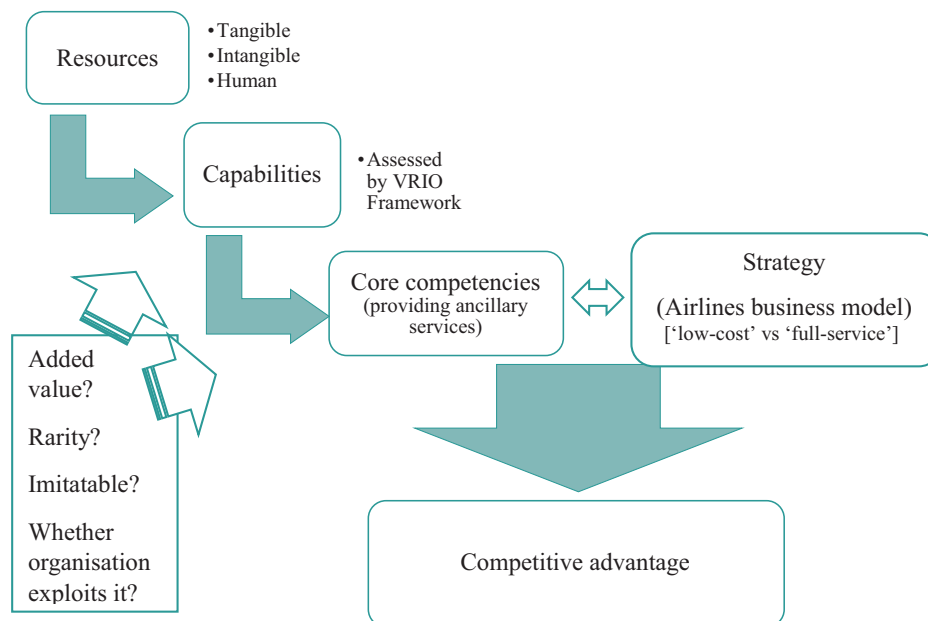 Resources
•Tangible
•Intangible
•Human
Capabilities
•Assessed
by VRIO
Framework
Core competencies
(providing ancillary
services)
Strategy
(Airlines business model)
[‘low-cost’ vs ‘full-service’]
Added
value?
Rarity?
Imitatable?
Whether
organisation
exploits it?
Competitive advantage